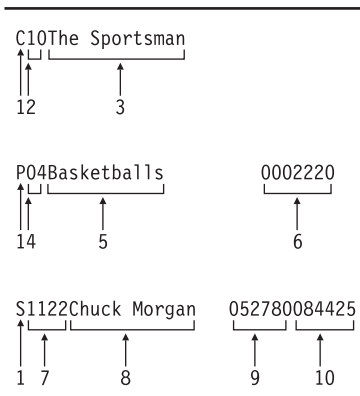 C10The Sportsman
12 3
P04Basketballs 0002220
14 5 6
S1122Chuck Morgan 052780084425
1 7 8 9 10